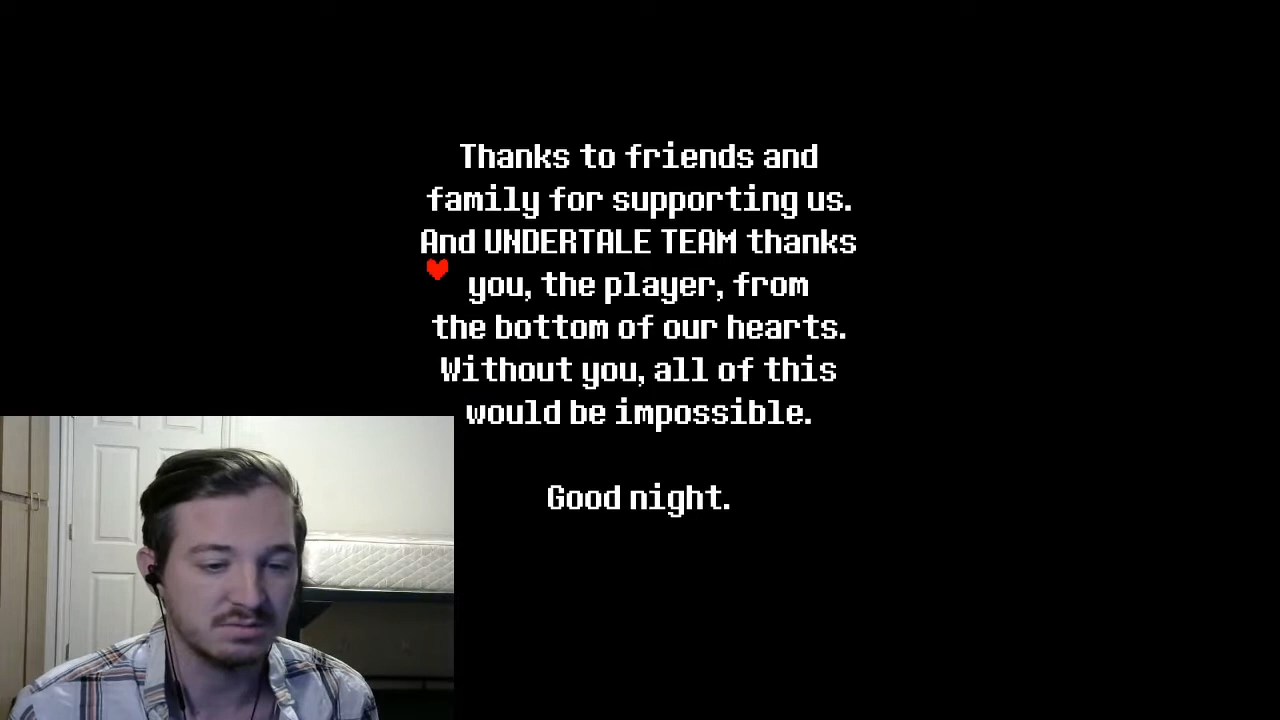 Thanks to friends and
family for supporting us.
And UNDERTALE TEAM thanks
you, the player, from
the bottom of our hearts.
Without you, all of this
would be impossible.
Good night.